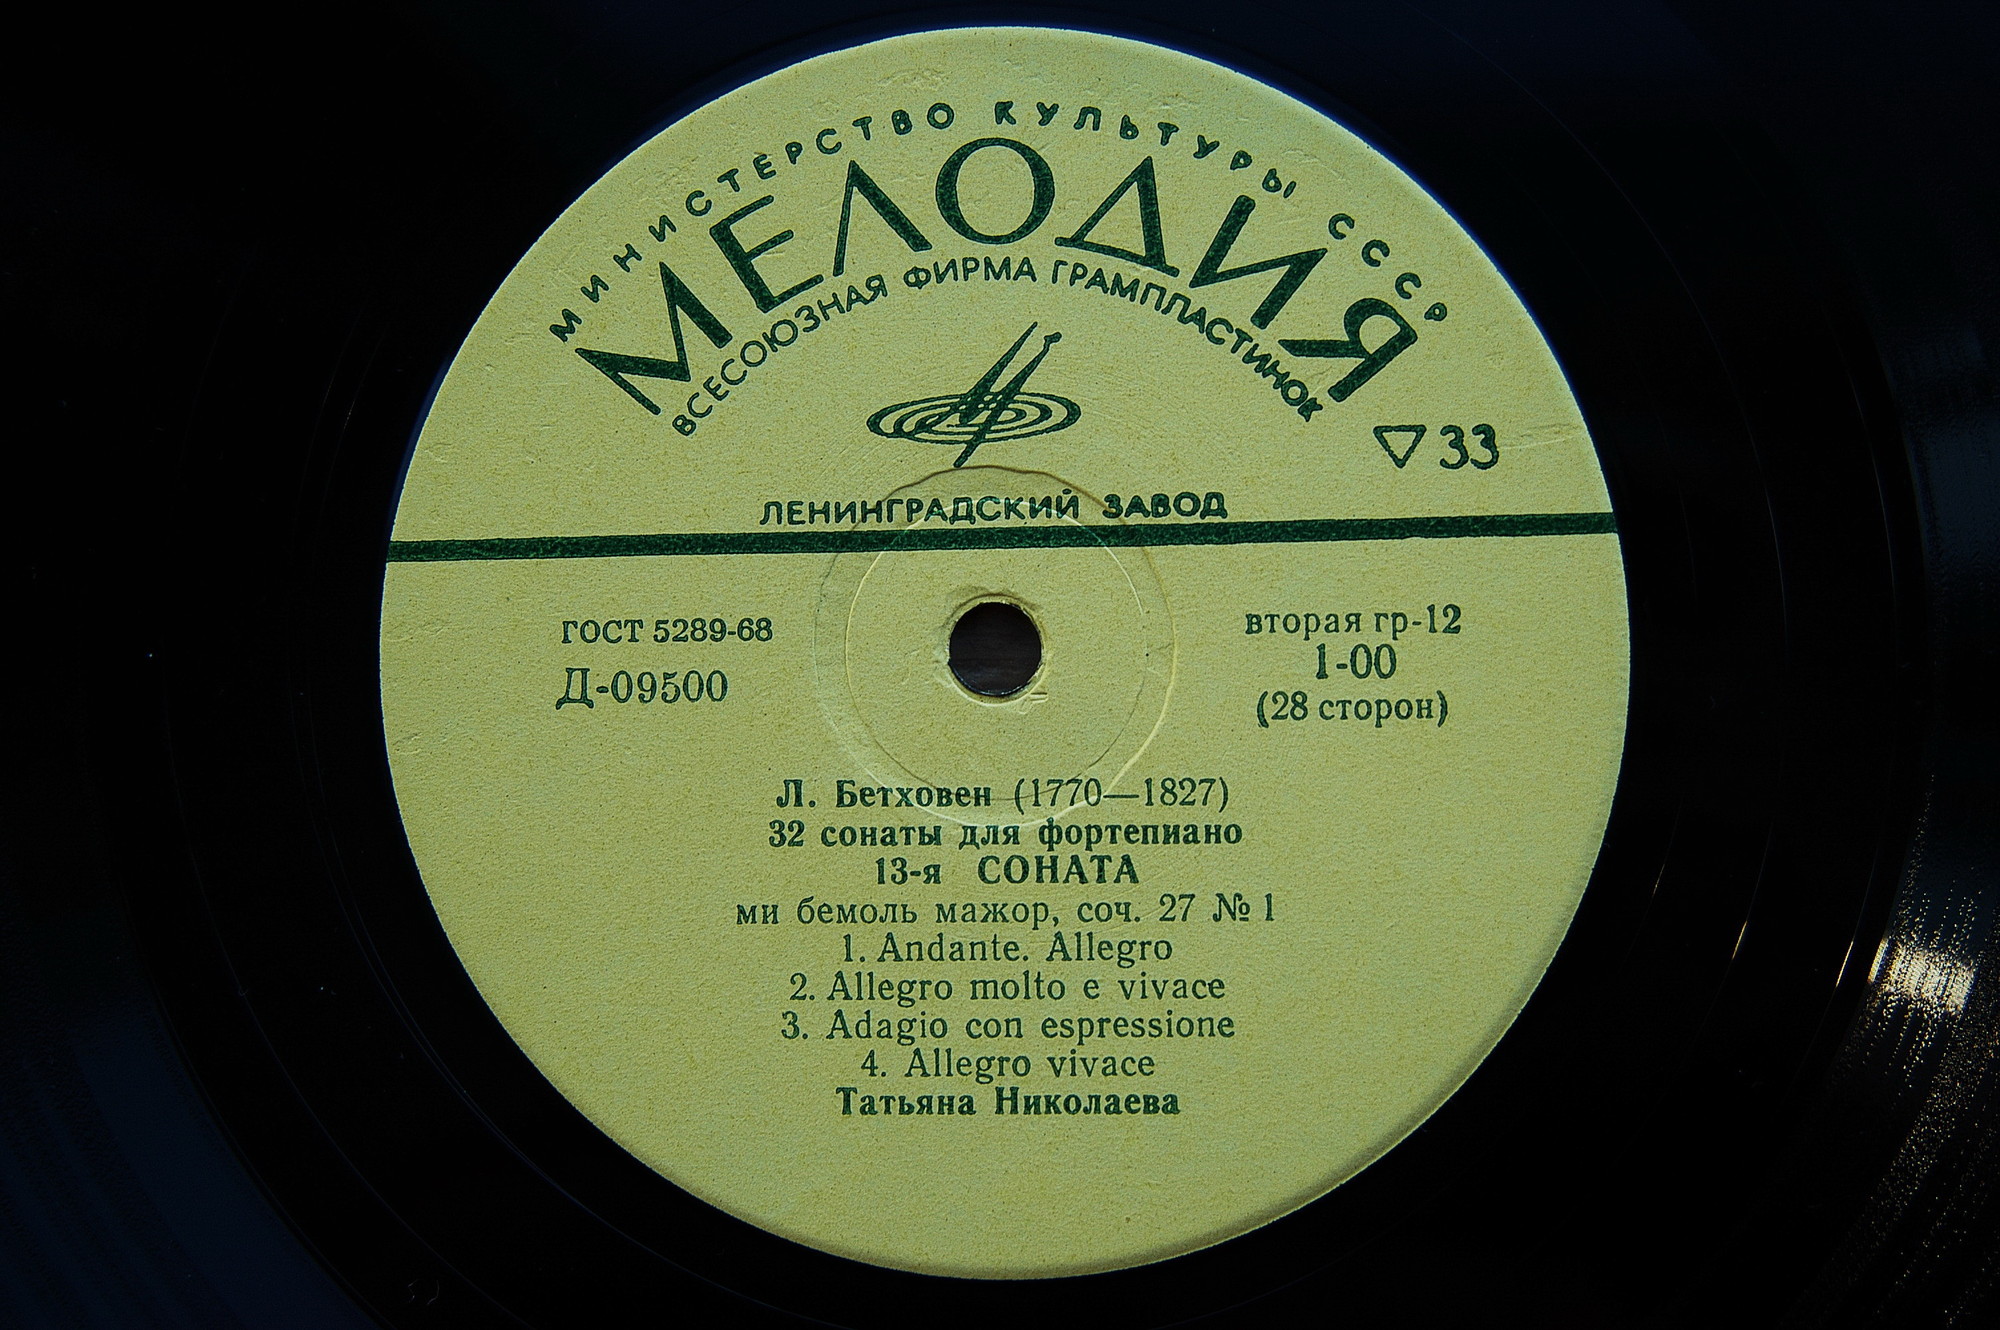 МИНИСТЕРСТВО КУЛЬТУРЫ СССР
МЕЛОДИЯ
ВСЕСОЮЗНАЯ ФИРМА ГРАМПЛАСТИНОК
33
ЛЕНИНГРАДСКИЙ ЗАВОД
ГОСТ 5289-68
Д-09500
вторая гр-12
1-00
(28 сторон)
Л. Бетховен (1770—1827)
32 сонаты для фортепиано
13-я СОНАТА
ми бемоль мажор, соч. 27 № 1
1. Andante. Allegro
2. Allegro molto e vivace
3. Adagio con espressione
4. Allegro vivace
Татьяна Николаева